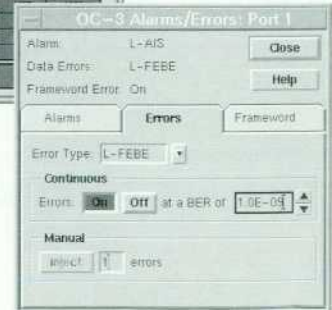 OC-3 Alarms/Errors: Port 1
Alarm: L-AIS
Close
Data Errors: L-FEBE
Help
Frameword Error: On
Alarms Errors Frameword
Error Type: L-FEBE
Continuous
Errors: On Off at a BER of 1.0E-09
Manual
Inject 1 errors